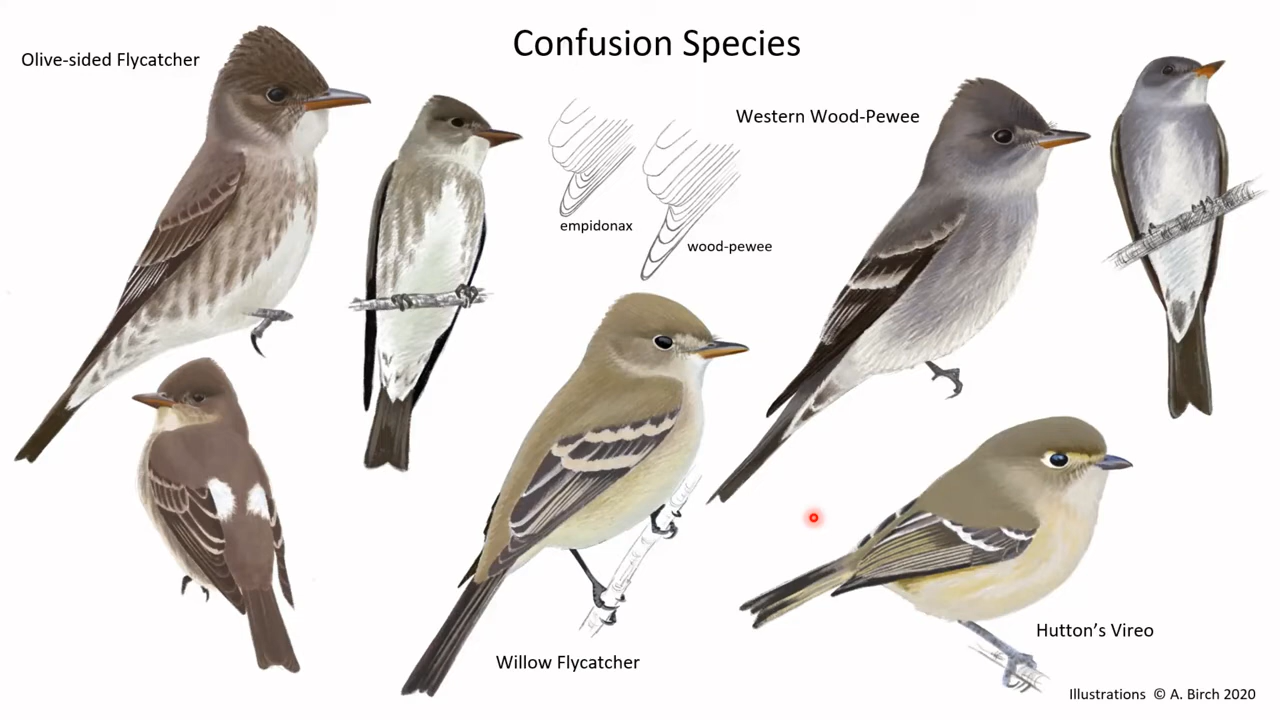 Confusion Species
Olive-sided Flycatcher
Western Wood-Pewee
empidonax
wood-pewee
Hutton’s Vireo
Willow Flycatcher
Illustrations © A. Birch 2020